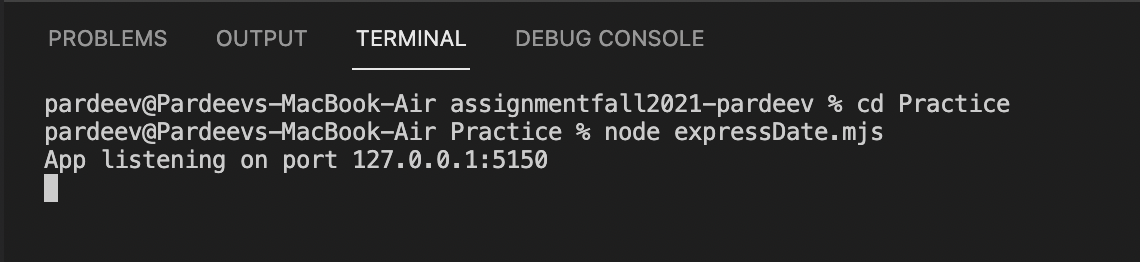 PROBLEMS OUTPUT TERMINAL DEBUG CONSOLE
pardeev@Pardeevs-MacBook-Air assignmentfall2021-pardeev % cd Practice
pardeev@Pardeevs-MacBook-Air Practice % node expressDate.mjs
App listening on port 127.0.0.1:5150